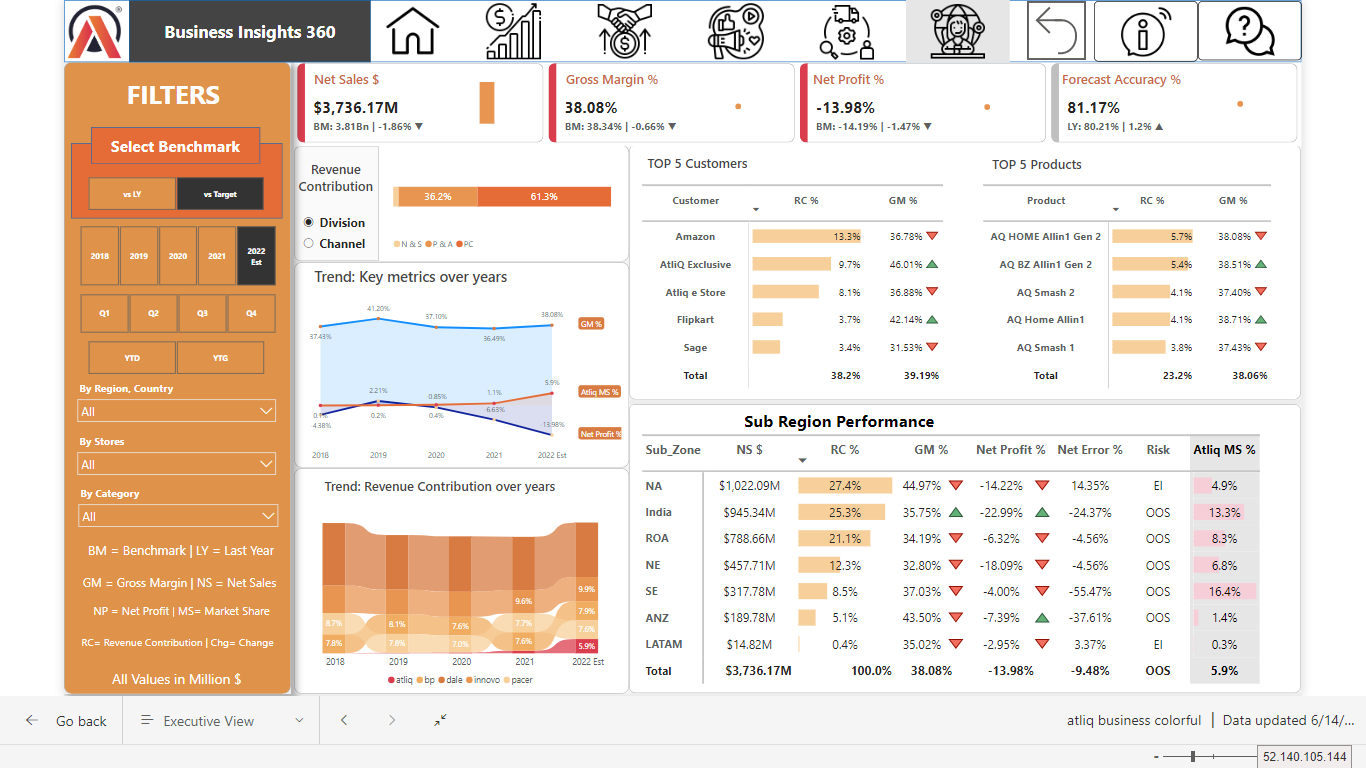 Business Insights 360
FILTERS
Select Benchmark
vs LY
vs Target
2018
2019
2020
2021
2022
Est
Q1
Q2
Q3
Q4
YTD
YTG
By Region, Country
All
By Stores
All
By Category
All
BM = Benchmark | LY = Last Year
GM = Gross Margin | NS = Net Sales
NP = Net Profit | MS= Market Share
RC= Revenue Contribution | Chg= Change
All Values in Million $
Net Sales $
$3,736.17M
BM: 3.81Bn | -1.86% ▼
Gross Margin %
38.08%
BM: 38.34% | -0.66% ▼
Net Profit %
-13.98%
BM: -14.19% | -1.47% ▼
Forecast Accuracy %
81.17%
LY: 80.21% | 1.2% ▲
Revenue
Contribution
Division
Channel
36.2% 61.3%
N & S P & A PC
Trend: Key metrics over years
37.43% 41.20% 37.10% 36.49% 38.08%
GM %
2.21% 0.85% 1.1% 5.9%
Atliq MS %
-4.38% 0.2% 0.4% -6.63% -13.98%
Net Profit %
2018 2019 2020 2021 2022 Est
Trend: Revenue Contribution over years
9.9%
9.6% 7.9%
8.7% 8.1% 7.6% 7.7% 7.6%
7.8% 7.8% 7.0% 7.6% 5.9%
2018 2019 2020 2021 2022 Est
atliq bp dale innovo pacer
TOP 5 Customers
Customer RC % GM %
Amazon 13.3% 36.78%
AtliQ Exclusive 9.7% 46.01%
Atliq e Store 8.1% 36.88%
Flipkart 3.7% 42.14%
Sage 3.4% 31.53%
Total 38.2% 39.19%
TOP 5 Products
Product RC % GM %
AQ HOME Allin1 Gen 2 5.7% 38.08%
AQ BZ Allin1 Gen 2 5.4% 38.51%
AQ Smash 2 4.1% 37.40%
AQ Home Allin1 4.1% 38.71%
AQ Smash 1 3.8% 37.43%
Total 23.2% 38.06%
Sub Region Performance
Sub_Zone NS $ RC % GM % Net Profit % Net Error % Risk Atliq MS %
NA $1,022.09M 27.4% 44.97% -14.22% 14.35% EI 4.9%
India $945.34M 25.3% 35.75% -22.99% -24.37% OOS 13.3%
ROA $788.66M 21.1% 34.19% -6.32% -4.56% OOS 8.3%
NE $457.71M 12.3% 32.80% -18.09% -4.56% OOS 6.8%
SE $317.78M 8.5% 37.03% -4.00% -55.47% OOS 16.4%
ANZ $189.78M 5.1% 43.50% -7.39% -37.61% OOS 1.4%
LATAM $14.82M 0.4% 35.02% -2.95% 3.37% EI 0.3%
Total $3,736.17M 100.0% 38.08% -13.98% -9.48% OOS 5.9%
Go back
Executive View
atliq business colorful | Data updated 6/14/...
52.140.105.144